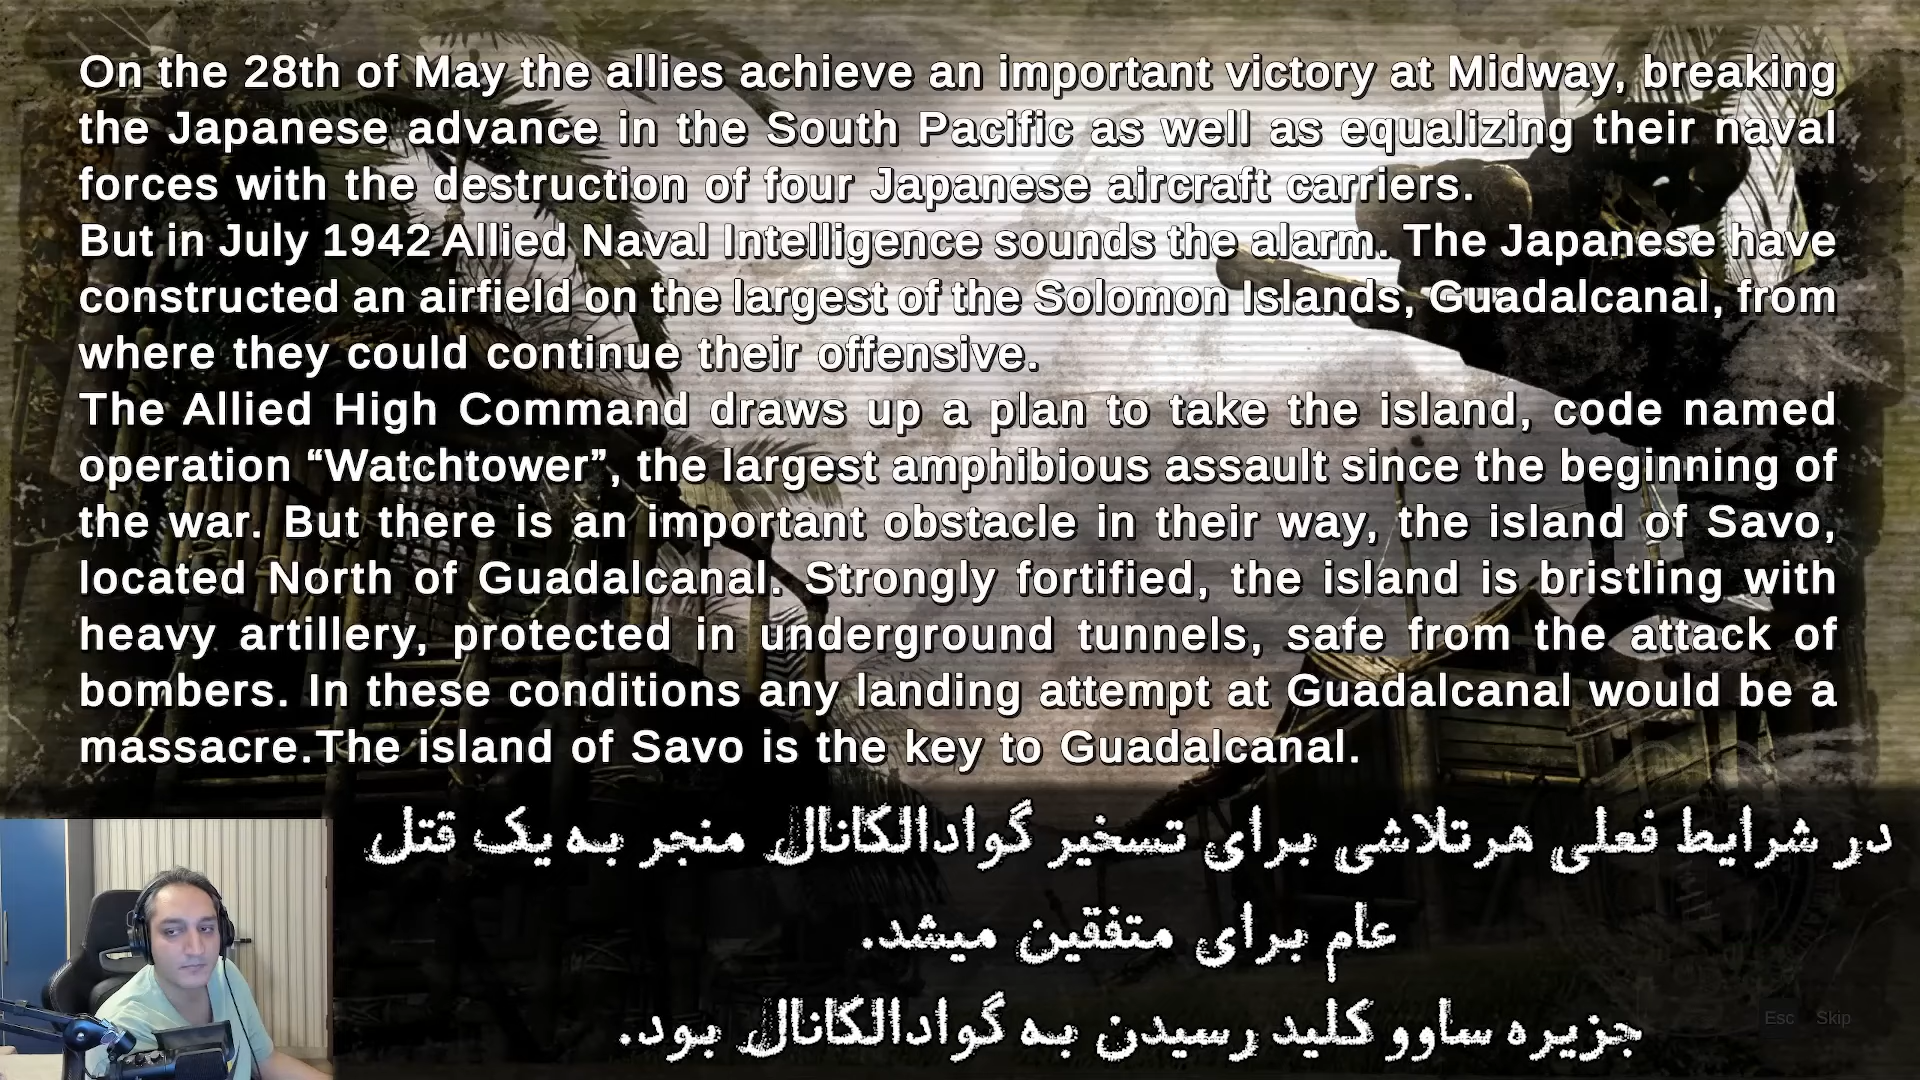 On the 28th of May the allies achieve an important victory at Midway, breaking
the Japanese advance in the South Pacific as well as equalizing their naval
forces with the destruction of four Japanese aircraft carriers.
But in July 1942 Allied Naval Intelligence sounds the alarm. The Japanese have
constructed an airfield on the largest of the Solomon Islands, Guadalcanal, from
where they could continue their offensive.
The Allied High Command draws up a plan to take the island, code named
operation “Watchtower”, the largest amphibious assault since the beginning of
the war. But there is an important obstacle in their way, the island of Savo,
located North of Guadalcanal. Strongly fortified, the island is bristling with
heavy artillery, protected in underground tunnels, safe from the attack of
bombers. In these conditions any landing attempt at Guadalcanal would be a
massacre.The island of Savo is the key to Guadalcanal.
در شرایط فعلی هرتلاشی برای تسخیر گوادالکانال منجر به یک قتل
عام برای متفقین میشد.
جزیره ساوو کلید رسیدن به گوادالکانال بود.
Esc Skip